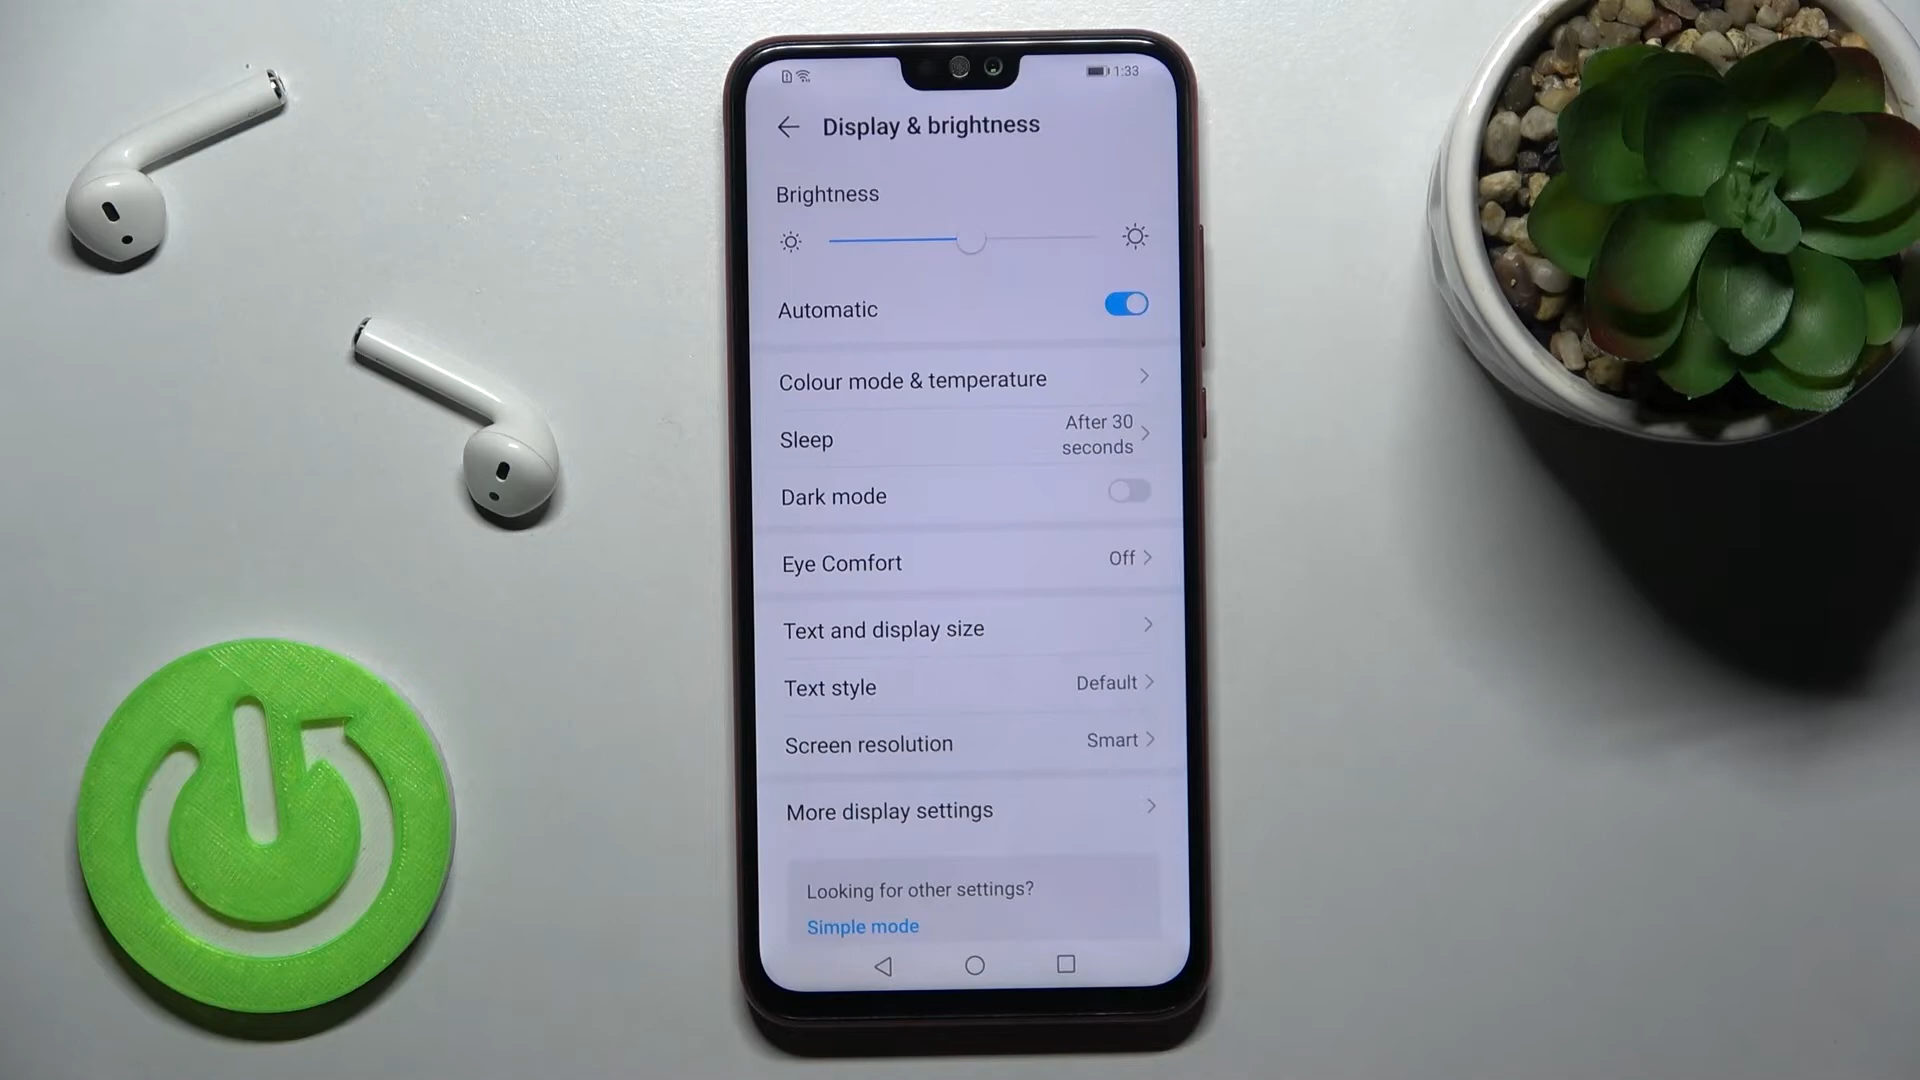 1:33
Display & brightness
Brightness
Automatic
Colour mode & temperature
Sleep
After 30
seconds
Dark mode
Eye Comfort
Off
Text and display size
Text style
Default
Screen resolution
Smart
More display settings
Looking for other settings?
Simple mode